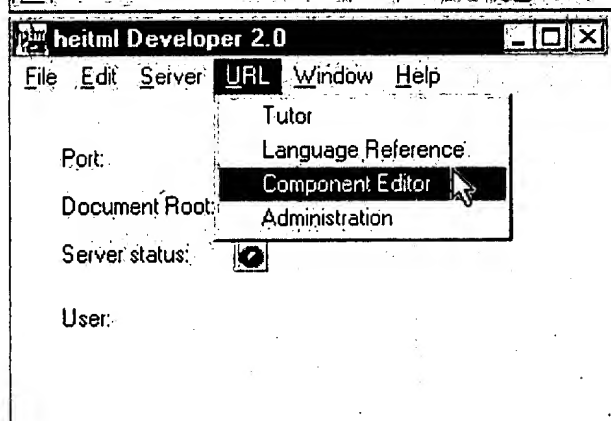 heitml Developer 2.0
File Edit Server URL Window Help
Tutor
Port: Language Reference
Component Editor
Document Root:
Administration
Server status:
User: